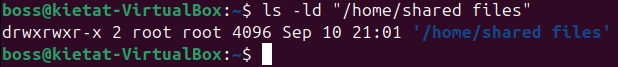 boss@kietat-VirtualBox:~$ ls -ld "/home/shared files"
drwxrwxr-x 2 root root 4096 Sep 10 21:01 '/home/shared files'
boss@kietat-VirtualBox:~$